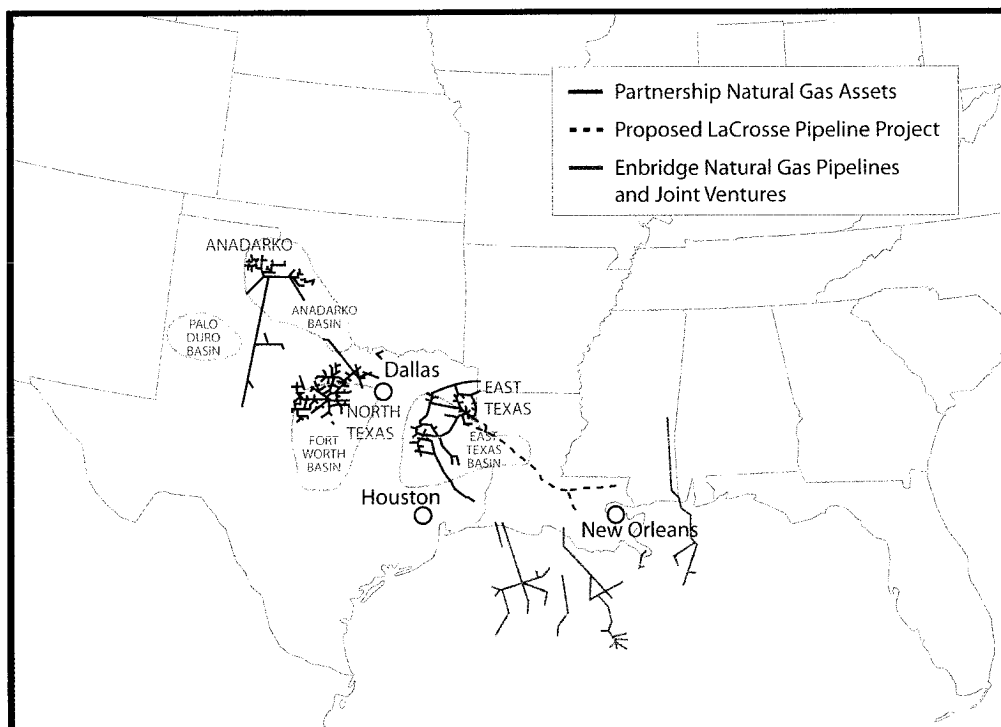 Partnership Natural Gas Assets
Proposed LaCrosse Pipeline Project
Enbridge Natural Gas Pipelines
and Joint Ventures
ANADARKO
ANADARKO
BASIN
PALO
DURO
BASIN
Dallas
NORTH
TEXAS
FORT
WORTH
BASIN
EAST
TEXAS
EAST
TEXAS
BASIN
Houston
New Orleans